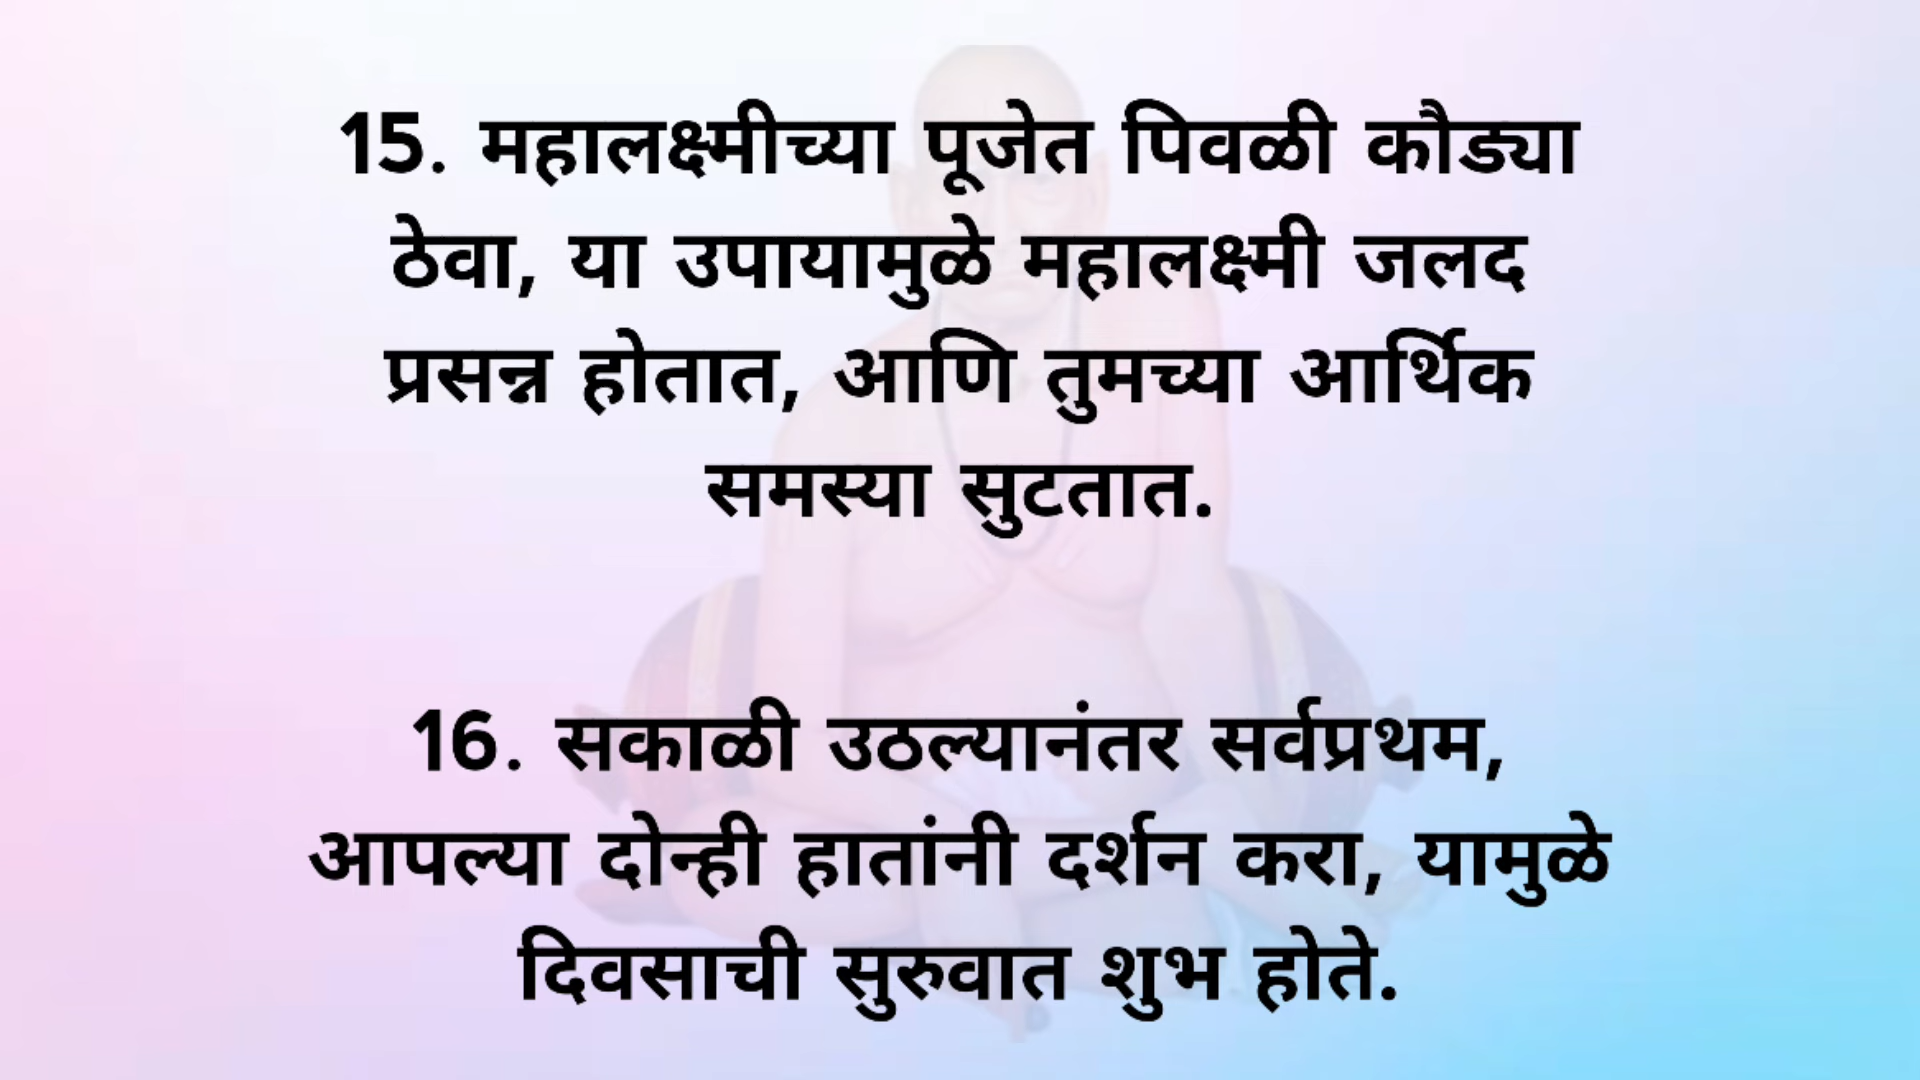 15. महालक्ष्मीच्या पूजेत पिवळी कौड्या
ठेवा, या उपायामुळे महालक्ष्मी जलद
प्रसन्न होतात, आणि तुमच्या आर्थिक
समस्या सुटतात.
16. सकाळी उठल्यानंतर सर्वप्रथम,
आपल्या दोन्ही हातांनी दर्शन करा, यामुळे
दिवसाची सुरुवात शुभ होते.